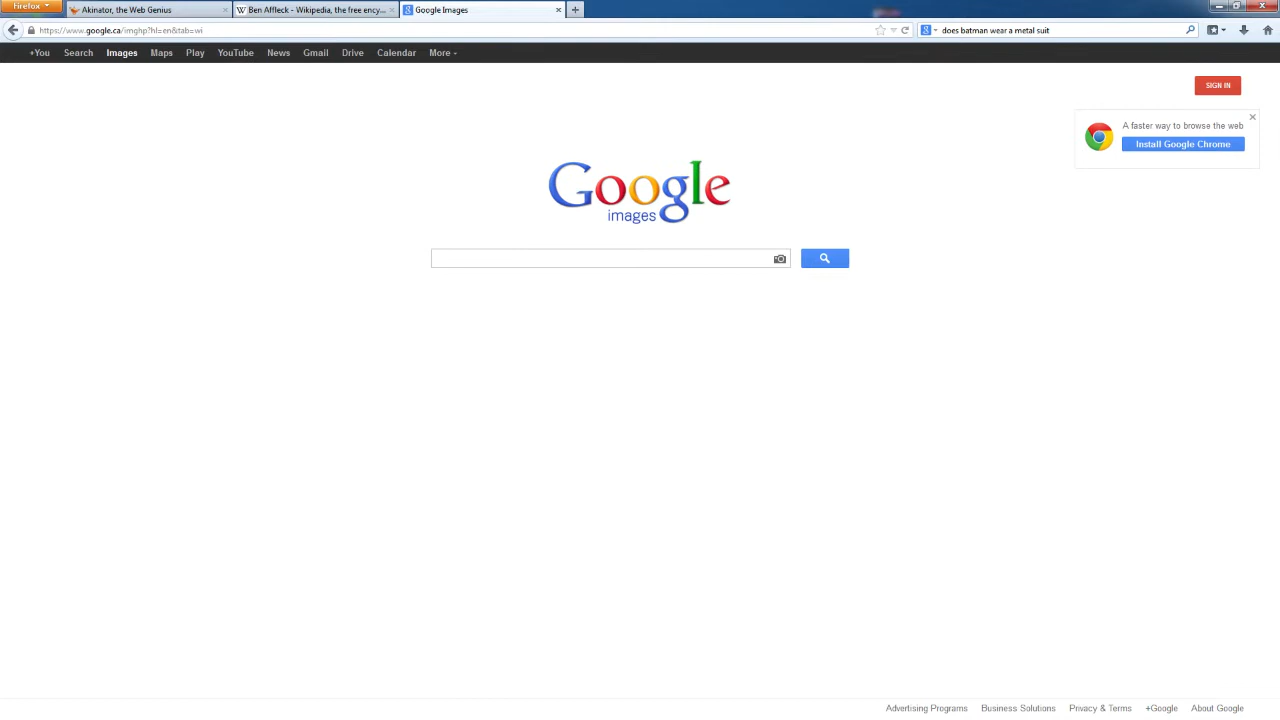 Firefox
Akinator, the Web Genius
Ben Affleck - Wikipedia, the free ency...
Google Images
https://www.google.ca/imghp?hl=en&tab=wi
does batman wear a metal suit
+You Search Images Maps Play YouTube News Gmail Drive Calendar More
SIGN IN
A faster way to browse the web
Install Google Chrome
Google
images
Advertising Programs Business Solutions Privacy & Terms +Google About Google